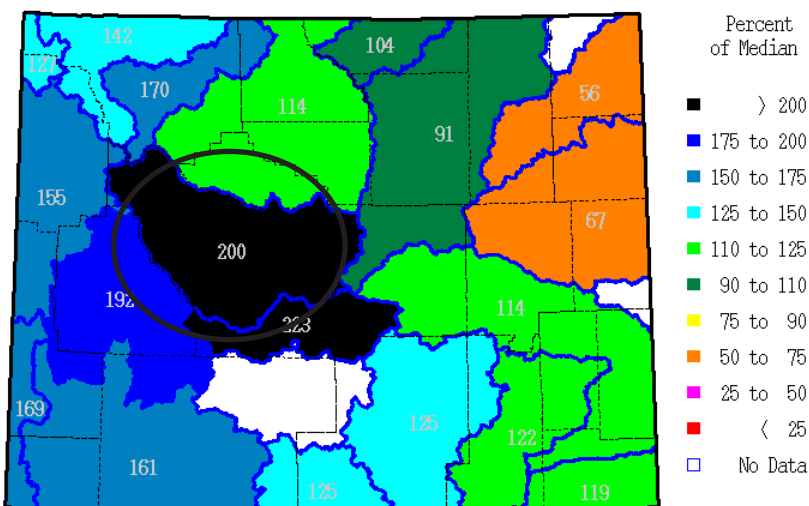 142
127
170
104
114
56
91
155
67
200
192
223
114
169
125
122
161
125
119
Percent
of Median
> 200
175 to 200
150 to 175
125 to 150
110 to 125
90 to 110
75 to 90
50 to 75
25 to 50
< 25
No Data